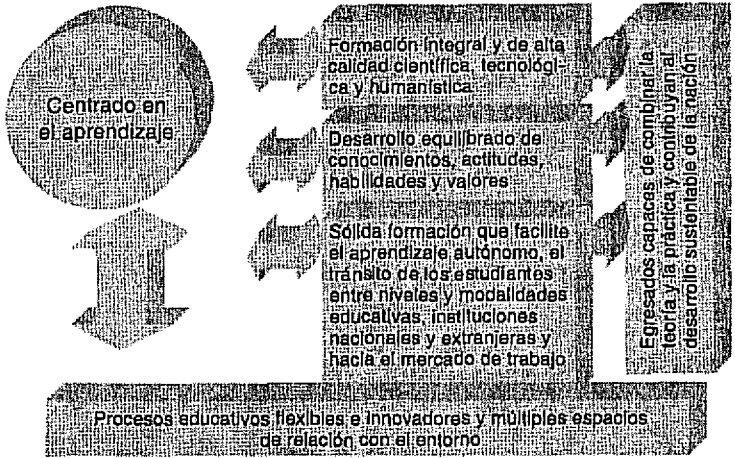 Centrado en
el aprendizaje
Formación integral y de alta
calidad científica, tecnológi-
ca y humanística
Desarrollo equilibrado de
conocimientos, actitudes,
habilidades y valores
Sólida formación que facilite
el aprendizaje autónomo, el
tránsito de los estudiantes
entre niveles y modalidades
educativas, instituciones
nacionales y extranjeras y
hacia el mercado de trabajo
Egresados capaces de combinar la
teoría y la práctica y contribuyan al
desarrollo sustentable de la nación
Procesos educativos flexibles e innovadores y múltiples espacios
de relación con el entorno